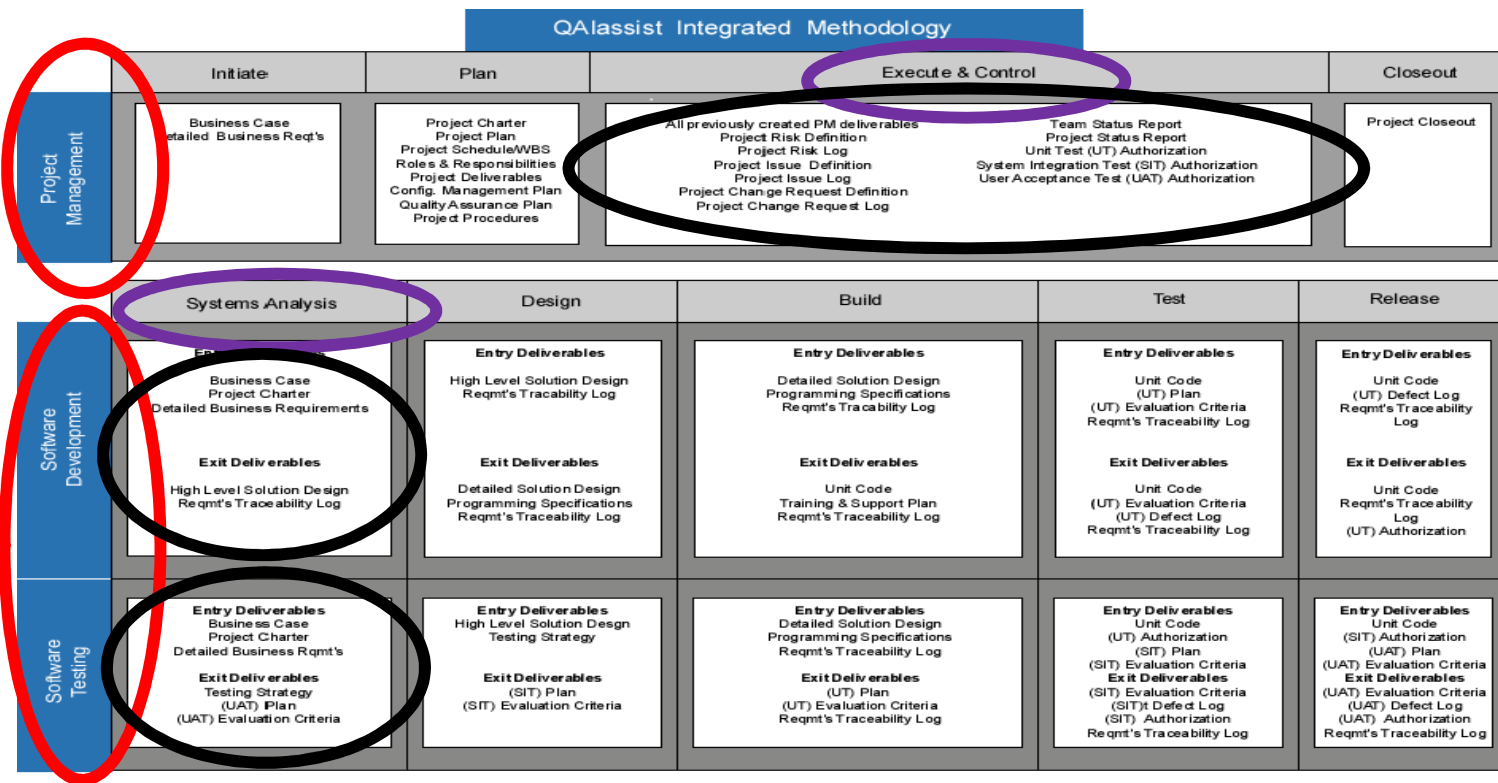 QAIassist Integrated Methodology
Initiate
Plan
Execute & Control
Closeout
Project
Management
Business Case
Detailed Business Reqt's
Project Charter
Project Plan
Project Schedule/WBS
Roles & Responsibilities
Project Deliverables
Config. Management Plan
Quality Assurance Plan
Project Procedures
All previously created PM deliverables
Project Risk Definition
Project Risk Log
Project Issue Definition
Project Issue Log
Project Change Request Definition
Project Change Request Log
Team Status Report
Project Status Report
Unit Test (UT) Authorization
System Integration Test (SIT) Authorization
User Acceptance Test (UAT) Authorization
Project Closeout
Systems Analysis
Design
Build
Test
Release
Software
Development
Business Case
Project Charter
Detailed Business Requirements
Exit Deliverables
High Level Solution Design
Reqmt's Traceability Log
Entry Deliverables
High Level Solution Design
Reqmt's Tracability Log
Exit Deliverables
Detailed Solution Design
Programming Specifications
Reqmt's Traceability Log
Entry Deliverables
Detailed Solution Design
Programming Specifications
Reqmt's Tracability Log
Exit Deliverables
Unit Code
Training & Support Plan
Reqmt's Traceability Log
Entry Deliverables
Unit Code
(UT) Plan
(UT) Evaluation Criteria
Reqmt's Traceability Log
Exit Deliverables
Unit Code
(UT) Evaluation Criteria
(UT) Defect Log
Reqmt's Traceability Log
Entry Deliverables
Unit Code
(UT) Defect Log
Reqmt's Traceability
Log
Exit Deliverables
Unit Code
Reqmt's Traceability
Log
(UT) Authorization
Software
Testing
Entry Deliverables
Business Case
Project Charter
Detailed Business Rqmt's
Exit Deliverables
Testing Strategy
(UAT) Plan
(UAT) Evaluation Criteria
Entry Deliverables
High Level Solution Desgn
Testing Strategy
Exit Deliverables
(SIT) Plan
(SIT) Evaluation Criteria
Entry Deliverables
Detailed Solution Design
Programming Specifications
Reqmt's Traceability Log
Exit Deliverables
(UT) Plan
(UT) Evaluation Criteria
Reqmt's Traceability Log
Entry Deliverables
Unit Code
(UT) Authorization
(SIT) Plan
(SIT) Evaluation Criteria
Exit Deliverables
(SIT) Evaluation Criteria
(SIT)t Defect Log
(SIT) Authorization
Reqmt's Traceability Log
Entry Deliverables
Unit Code
(SIT) Authorization
(UAT) Plan
(UAT) Evaluation Criteria
Exit Deliverables
(UAT) Evaluation Criteria
(UAT) Defect Log
(UAT) Authorization
Reqmt's Traceability Log